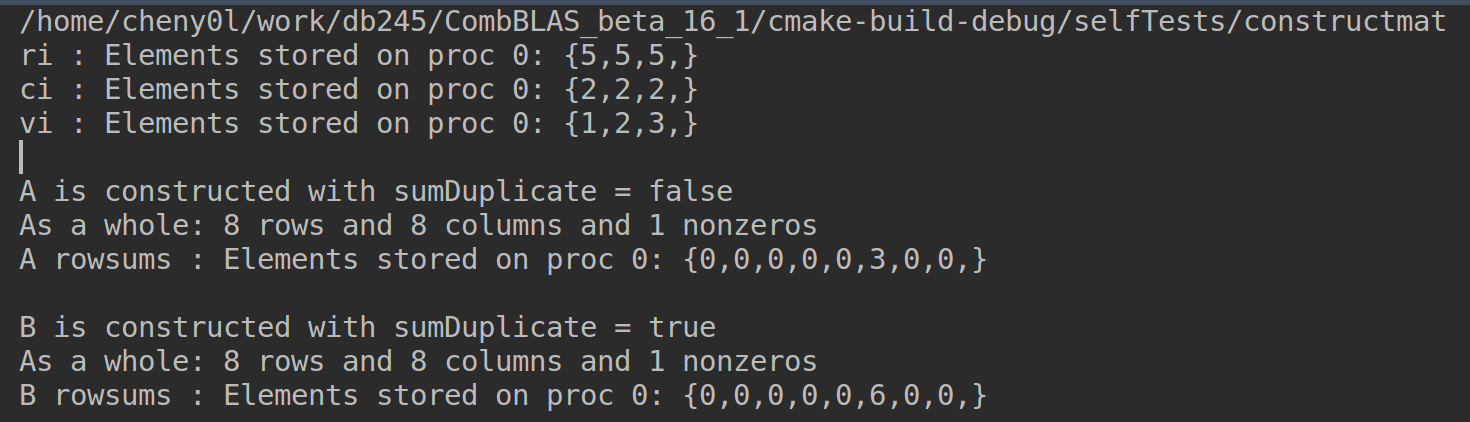 /home/cheny0l/work/db245/CombBLAS_beta_16_1/cmake-build-debug/selfTests/constructmat
ri : Elements stored on proc 0: {5,5,5,}
ci : Elements stored on proc 0: {2,2,2,}
vi : Elements stored on proc 0: {1,2,3,}
A is constructed with sumDuplicate = false
As a whole: 8 rows and 8 columns and 1 nonzeros
A rowsums : Elements stored on proc 0: {0,0,0,0,0,3,0,0,}
B is constructed with sumDuplicate = true
As a whole: 8 rows and 8 columns and 1 nonzeros
B rowsums : Elements stored on proc 0: {0,0,0,0,0,6,0,0,}